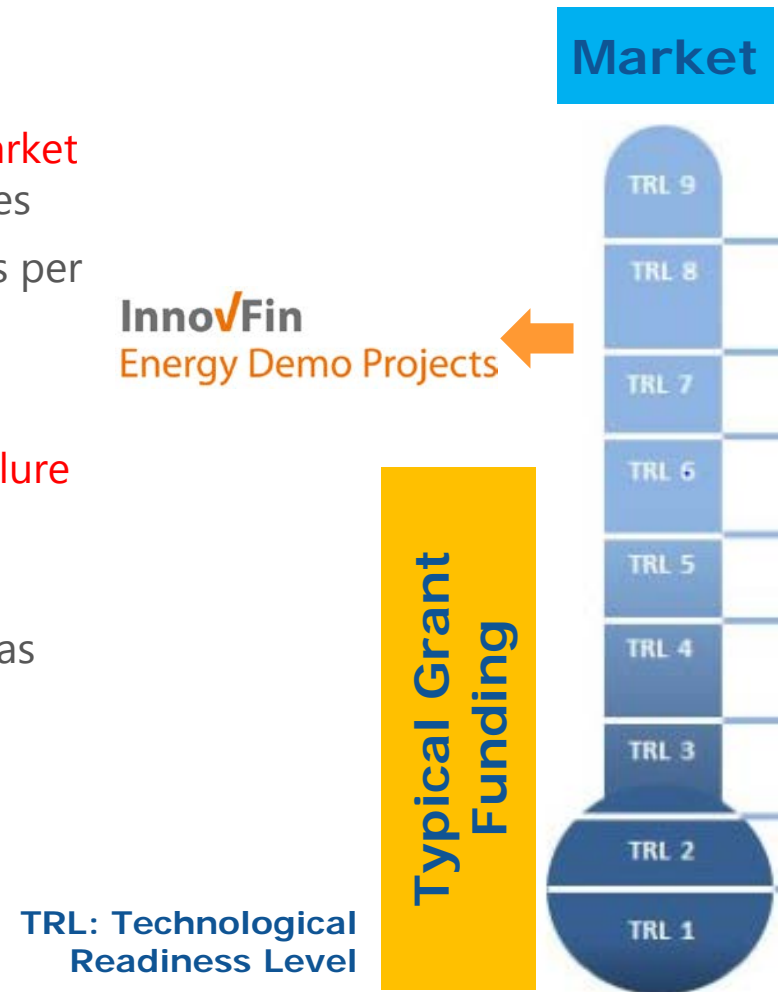 Market
arket
es
s per
InnovFin
Energy Demo Projects
lure
as
Typical Grant
Funding
TRL: Technological
Readiness Level
TRL 9
TRL 8
TRL 7
TRL 6
TRL 5
TRL 4
TRL 3
TRL 2
TRL 1